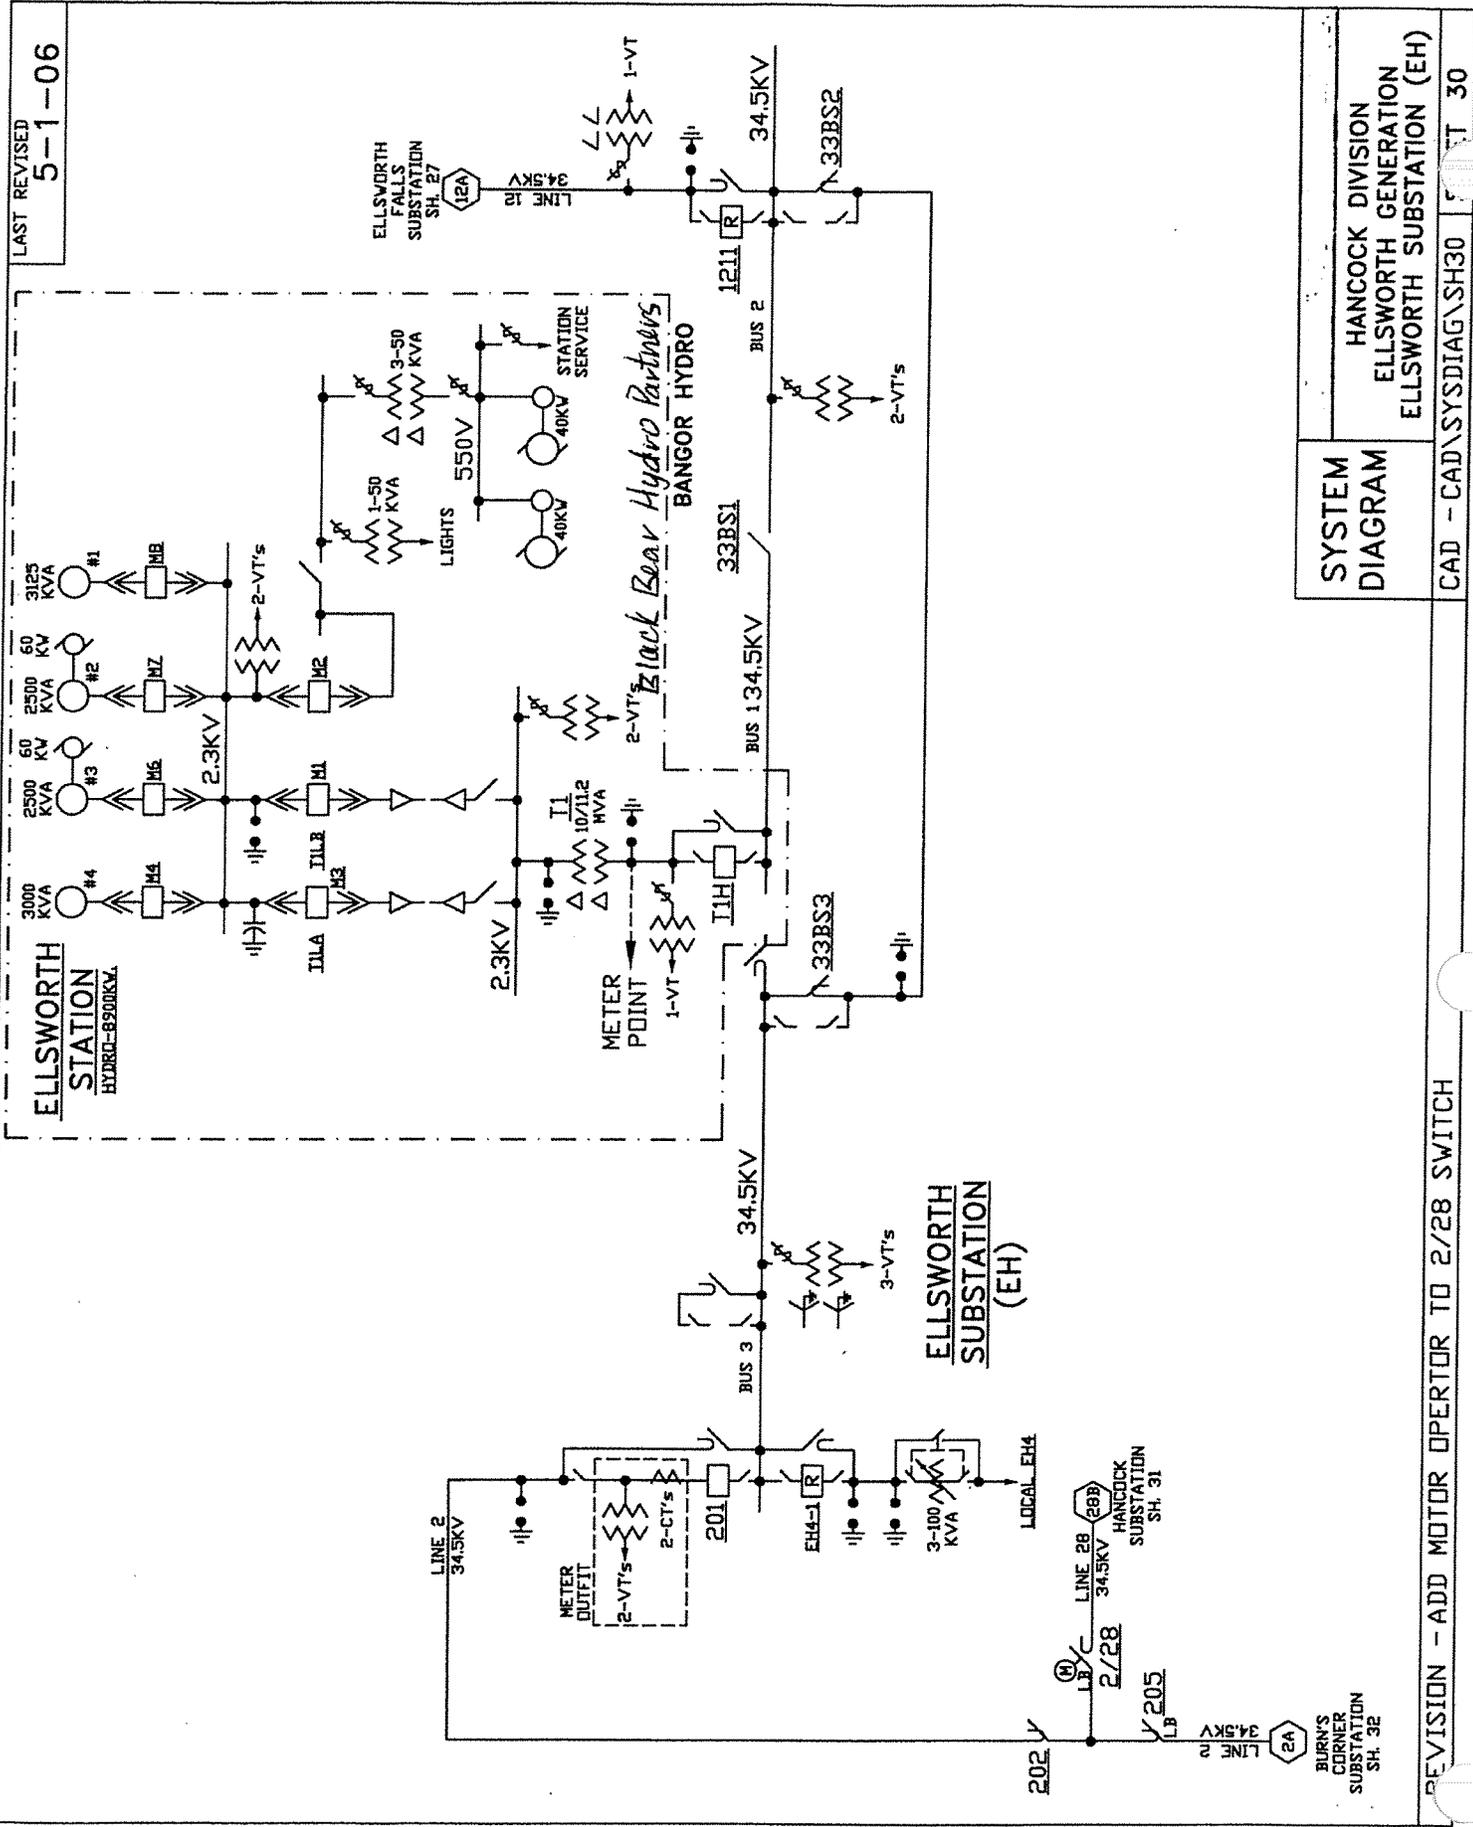 LAST REVISED
5-1-06
ELLSWORTH
STATION
HYDRO-8900KW.
3000
KVA
#4
M4
2500
KVA
60
KW
#3
M6
2500
KVA
60
KW
#2
M7
3125
KVA
#1
M8
2.3KV
2-VT's
T1LA
M3
T1LB
M1
M2
LIGHTS
1-50
KVA
3-50
KVA
550V
40KW
40KW
STATION
SERVICE
2.3KV
2-VT's
T1
10/11.2
MVA
METER
POINT
1-VT
T1H
Black Bear Hydro Partners
BANGOR HYDRO
ELLSWORTH
FALLS
SUBSTATION
SH. 27
12A
LINE 12
34.5KV
1-VT
R
1211
34.5KV
33BS2
BUS 2
2-VT's
33BS1
BUS 1
34.5KV
33BS3
34.5KV
3-VT's
BUS 3
ELLSWORTH
SUBSTATION
(EH)
LINE 2
34.5KV
METER
OUTFIT
2-VT's
2-CT's
201
EH4-1
R
3-100
KVA
LOCAL EH4
202
LINE 28
34.5KV
28B
HANCOCK
SUBSTATION
SH. 31
M
LB
2/28
205
LB
LINE 2
34.5KV
2A
BURN'S
CORNER
SUBSTATION
SH. 32
SYSTEM
DIAGRAM
HANCOCK DIVISION
ELLSWORTH GENERATION
ELLSWORTH SUBSTATION (EH)
REVISION - ADD MOTOR OPERTOR TO 2/28 SWITCH
CAD - CAD\SYSDIAG\SH30
30